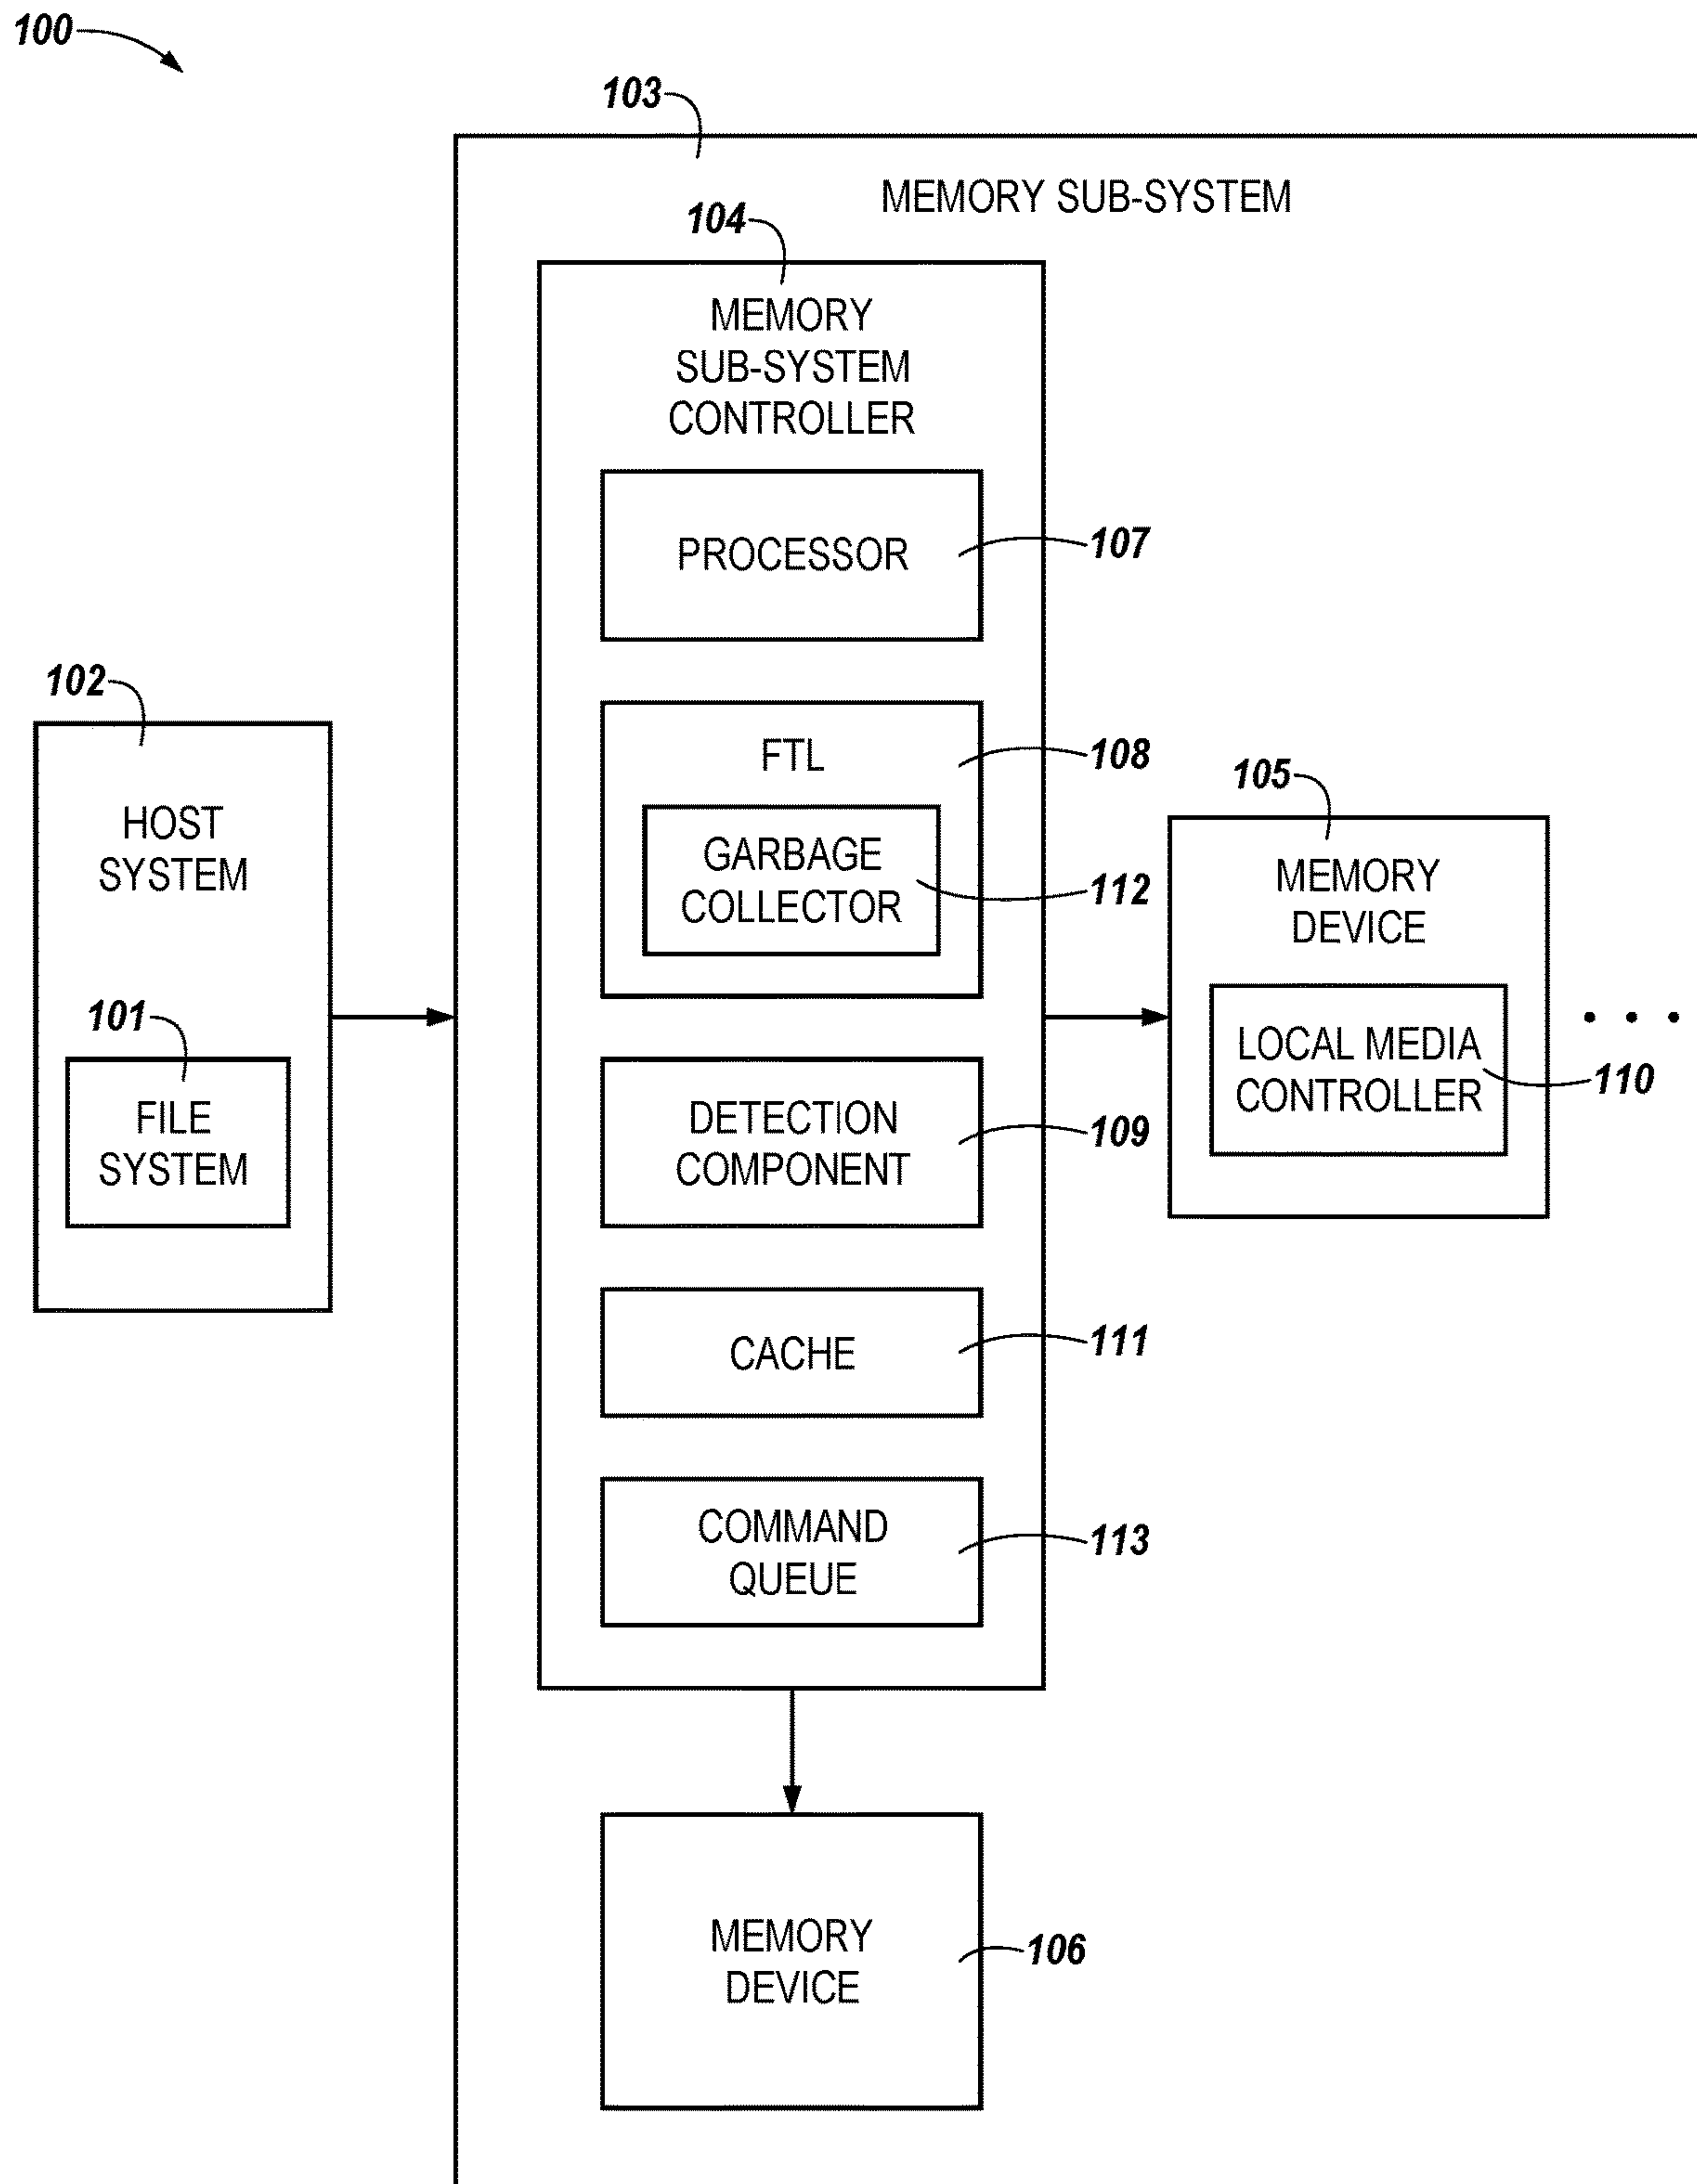 100
103
MEMORY SUB-SYSTEM
104
MEMORY
SUB-SYSTEM
CONTROLLER
PROCESSOR
107
102
HOST
SYSTEM
101
FILE
SYSTEM
FTL
108
GARBAGE
COLLECTOR
112
105
MEMORY
DEVICE
LOCAL MEDIA
CONTROLLER
110
DETECTION
COMPONENT
109
CACHE
111
COMMAND
QUEUE
113
MEMORY
DEVICE
106